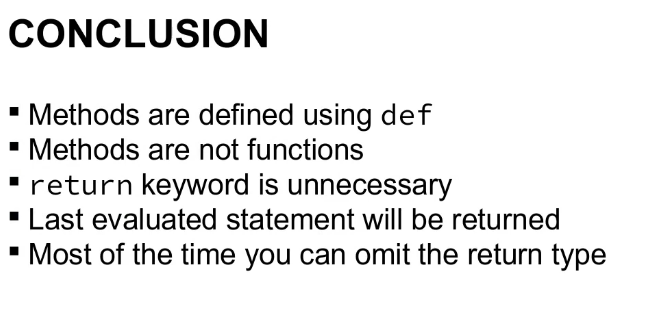 CONCLUSION
▪ Methods are defined using def
▪ Methods are not functions
▪ return keyword is unnecessary
▪ Last evaluated statement will be returned
▪ Most of the time you can omit the return type